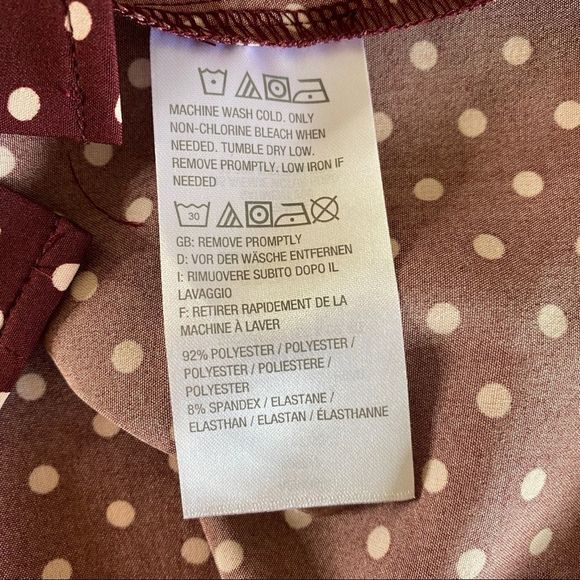 MACHINE WASH COLD. ONLY
NON-CHLORINE BLEACH WHEN
NEEDED. TUMBLE DRY LOW.
REMOVE PROMPTLY. LOW IRON IF
NEEDED
30
GB: REMOVE PROMPTLY
D: VOR DER WÄSCHE ENTFERNEN
I: RIMUOVERE SUBITO DOPO IL
LAVAGGIO
F: RETIRER RAPIDEMENT DE LA
MACHINE À LAVER
92% POLYESTER / POLYESTER /
POLYESTER / POLIESTERE /
POLYESTER
8% SPANDEX / ELASTANE /
ELASTHAN / ELASTAN / ÉLASTHANNE